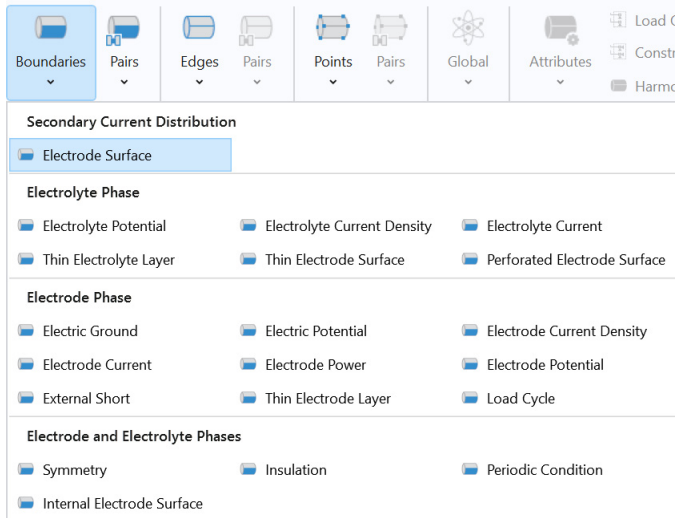 Boundaries Pairs Edges Pairs Points Pairs Global Attributes Load
Constr
Harmo
Secondary Current Distribution
Electrode Surface
Electrolyte Phase
Electrolyte Potential Electrolyte Current Density Electrolyte Current
Thin Electrolyte Layer Thin Electrode Surface Perforated Electrode Surface
Electrode Phase
Electric Ground Electric Potential Electrode Current Density
Electrode Current Electrode Power Electrode Potential
External Short Thin Electrode Layer Load Cycle
Electrode and Electrolyte Phases
Symmetry Insulation Periodic Condition
Internal Electrode Surface